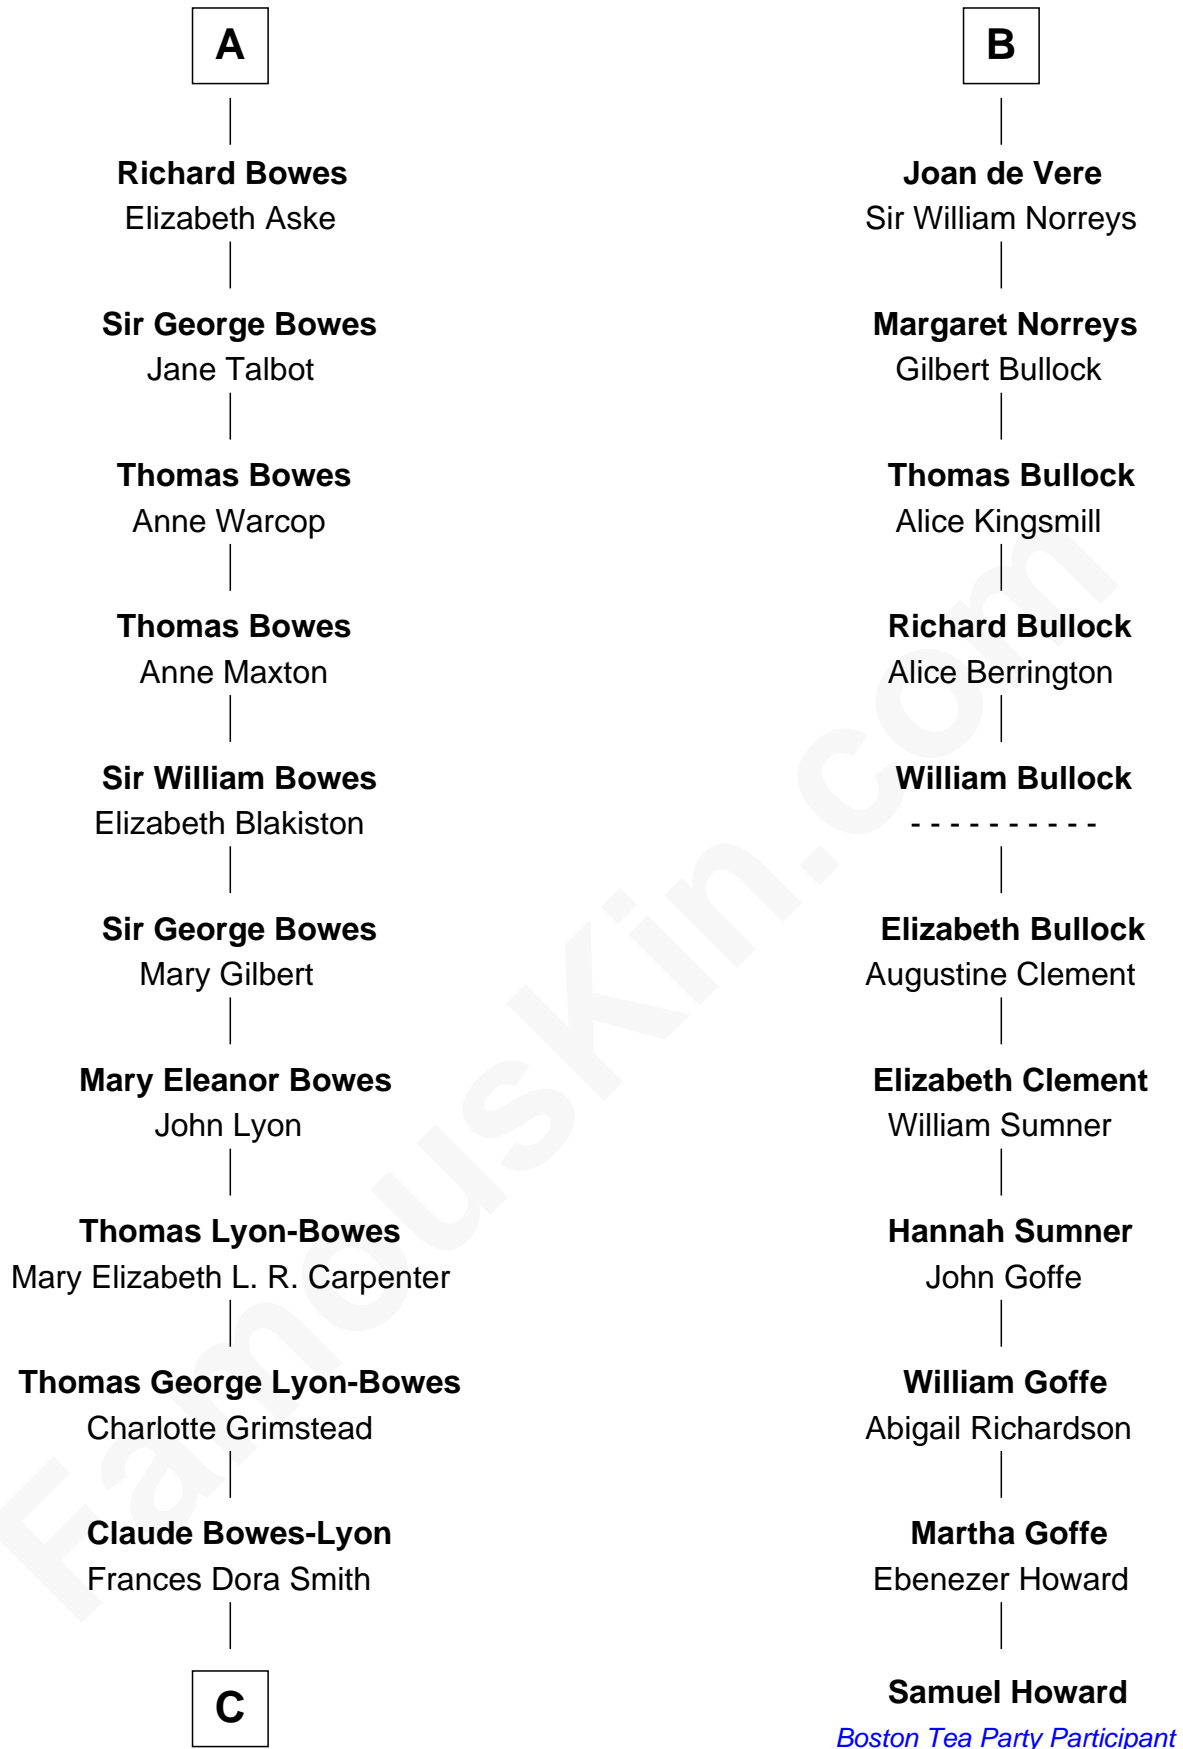 A
Richard Bowes
Elizabeth Aske
Sir George Bowes
Jane Talbot
Thomas Bowes
Anne Warcop
Thomas Bowes
Anne Maxton
Sir William Bowes
Elizabeth Blakiston
Sir George Bowes
Mary Gilbert
Mary Eleanor Bowes
John Lyon
Thomas Lyon-Bowes
Mary Elizabeth L. R. Carpenter
Thomas George Lyon-Bowes
Charlotte Grimstead
Claude Bowes-Lyon
Frances Dora Smith
C
B
Joan de Vere
Sir William Norreys
Margaret Norreys
Gilbert Bullock
Thomas Bullock
Alice Kingsmill
Richard Bullock
Alice Berrington
William Bullock
- - - - - - - - - -
Elizabeth Bullock
Augustine Clement
Elizabeth Clement
William Sumner
Hannah Sumner
John Goffe
William Goffe
Abigail Richardson
Martha Goffe
Ebenezer Howard
Samuel Howard
Boston Tea Party Participant
FamousKin.com